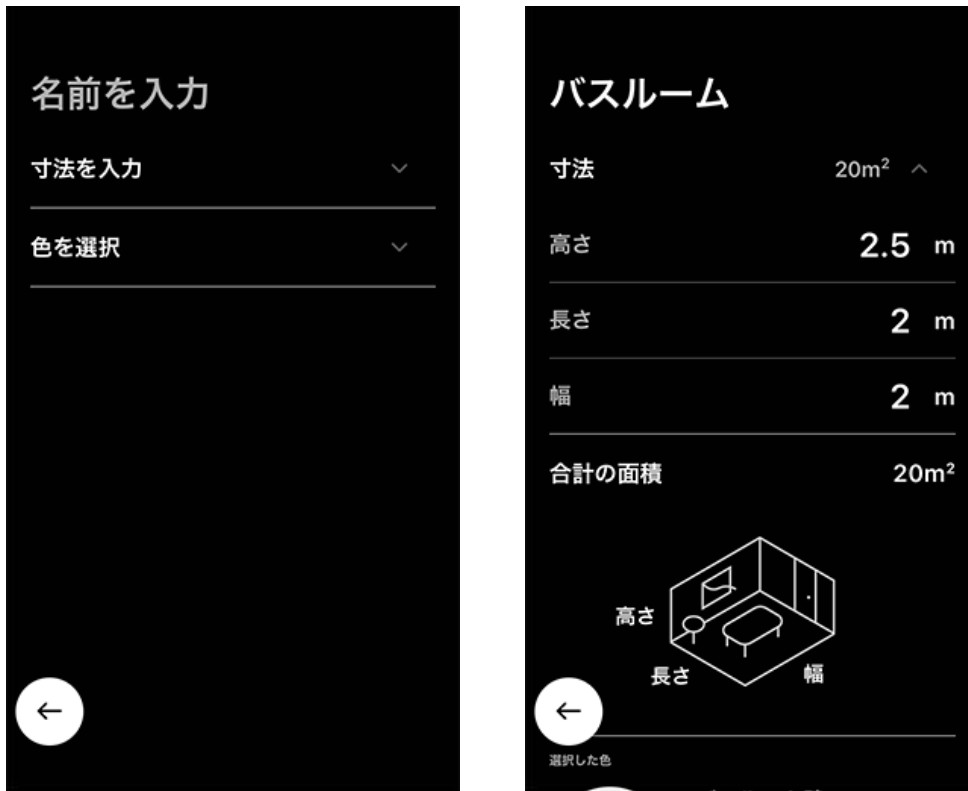 名前を入力
寸法を入力
色を選択
バスルーム
寸法 20m²
高さ 2.5 m
長さ 2 m
幅 2 m
合計の面積 20m²
高さ
長さ
幅
選択した色